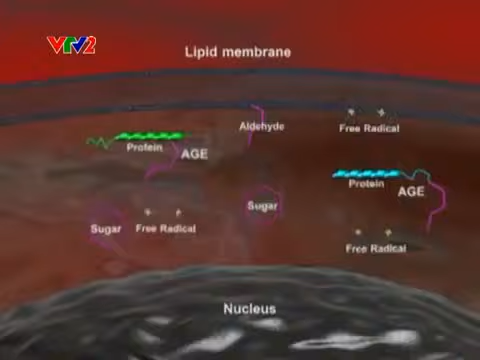 VTV2
Lipid membrane
Aldehyde
Free Radical
Protein
AGE
Protein
AGE
Sugar
Sugar
Free Radical
Free Radical
Nucleus